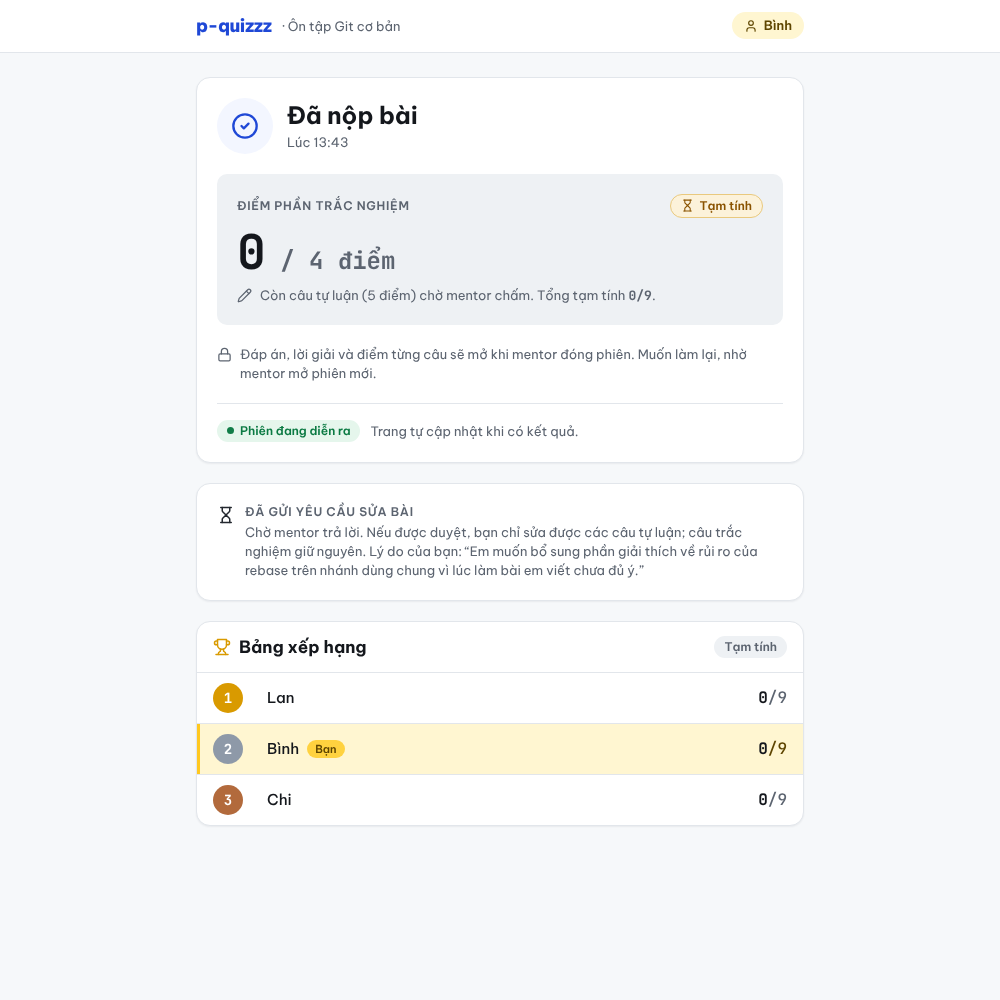 p-quizzz · Ôn tập Git cơ bản
Bình
Đã nộp bài
Lúc 13:43
ĐIỂM PHẦN TRẮC NGHIỆM
Tạm tính
0 / 4 điểm
Còn câu tự luận (5 điểm) chờ mentor chấm. Tổng tạm tính 0/9.
Đáp án, lời giải và điểm từng câu sẽ mở khi mentor đóng phiên. Muốn làm lại, nhờ
mentor mở phiên mới.
Phiên đang diễn ra
Trang tự cập nhật khi có kết quả.
ĐÃ GỬI YÊU CẦU SỬA BÀI
Chờ mentor trả lời. Nếu được duyệt, bạn chỉ sửa được các câu tự luận; câu trắc
nghiệm giữ nguyên. Lý do của bạn: “Em muốn bổ sung phần giải thích về rủi ro của
rebase trên nhánh dùng chung vì lúc làm bài em viết chưa đủ ý.”
Bảng xếp hạng
Tạm tính
1 Lan 0/9
2 Bình Bạn 0/9
3 Chi 0/9